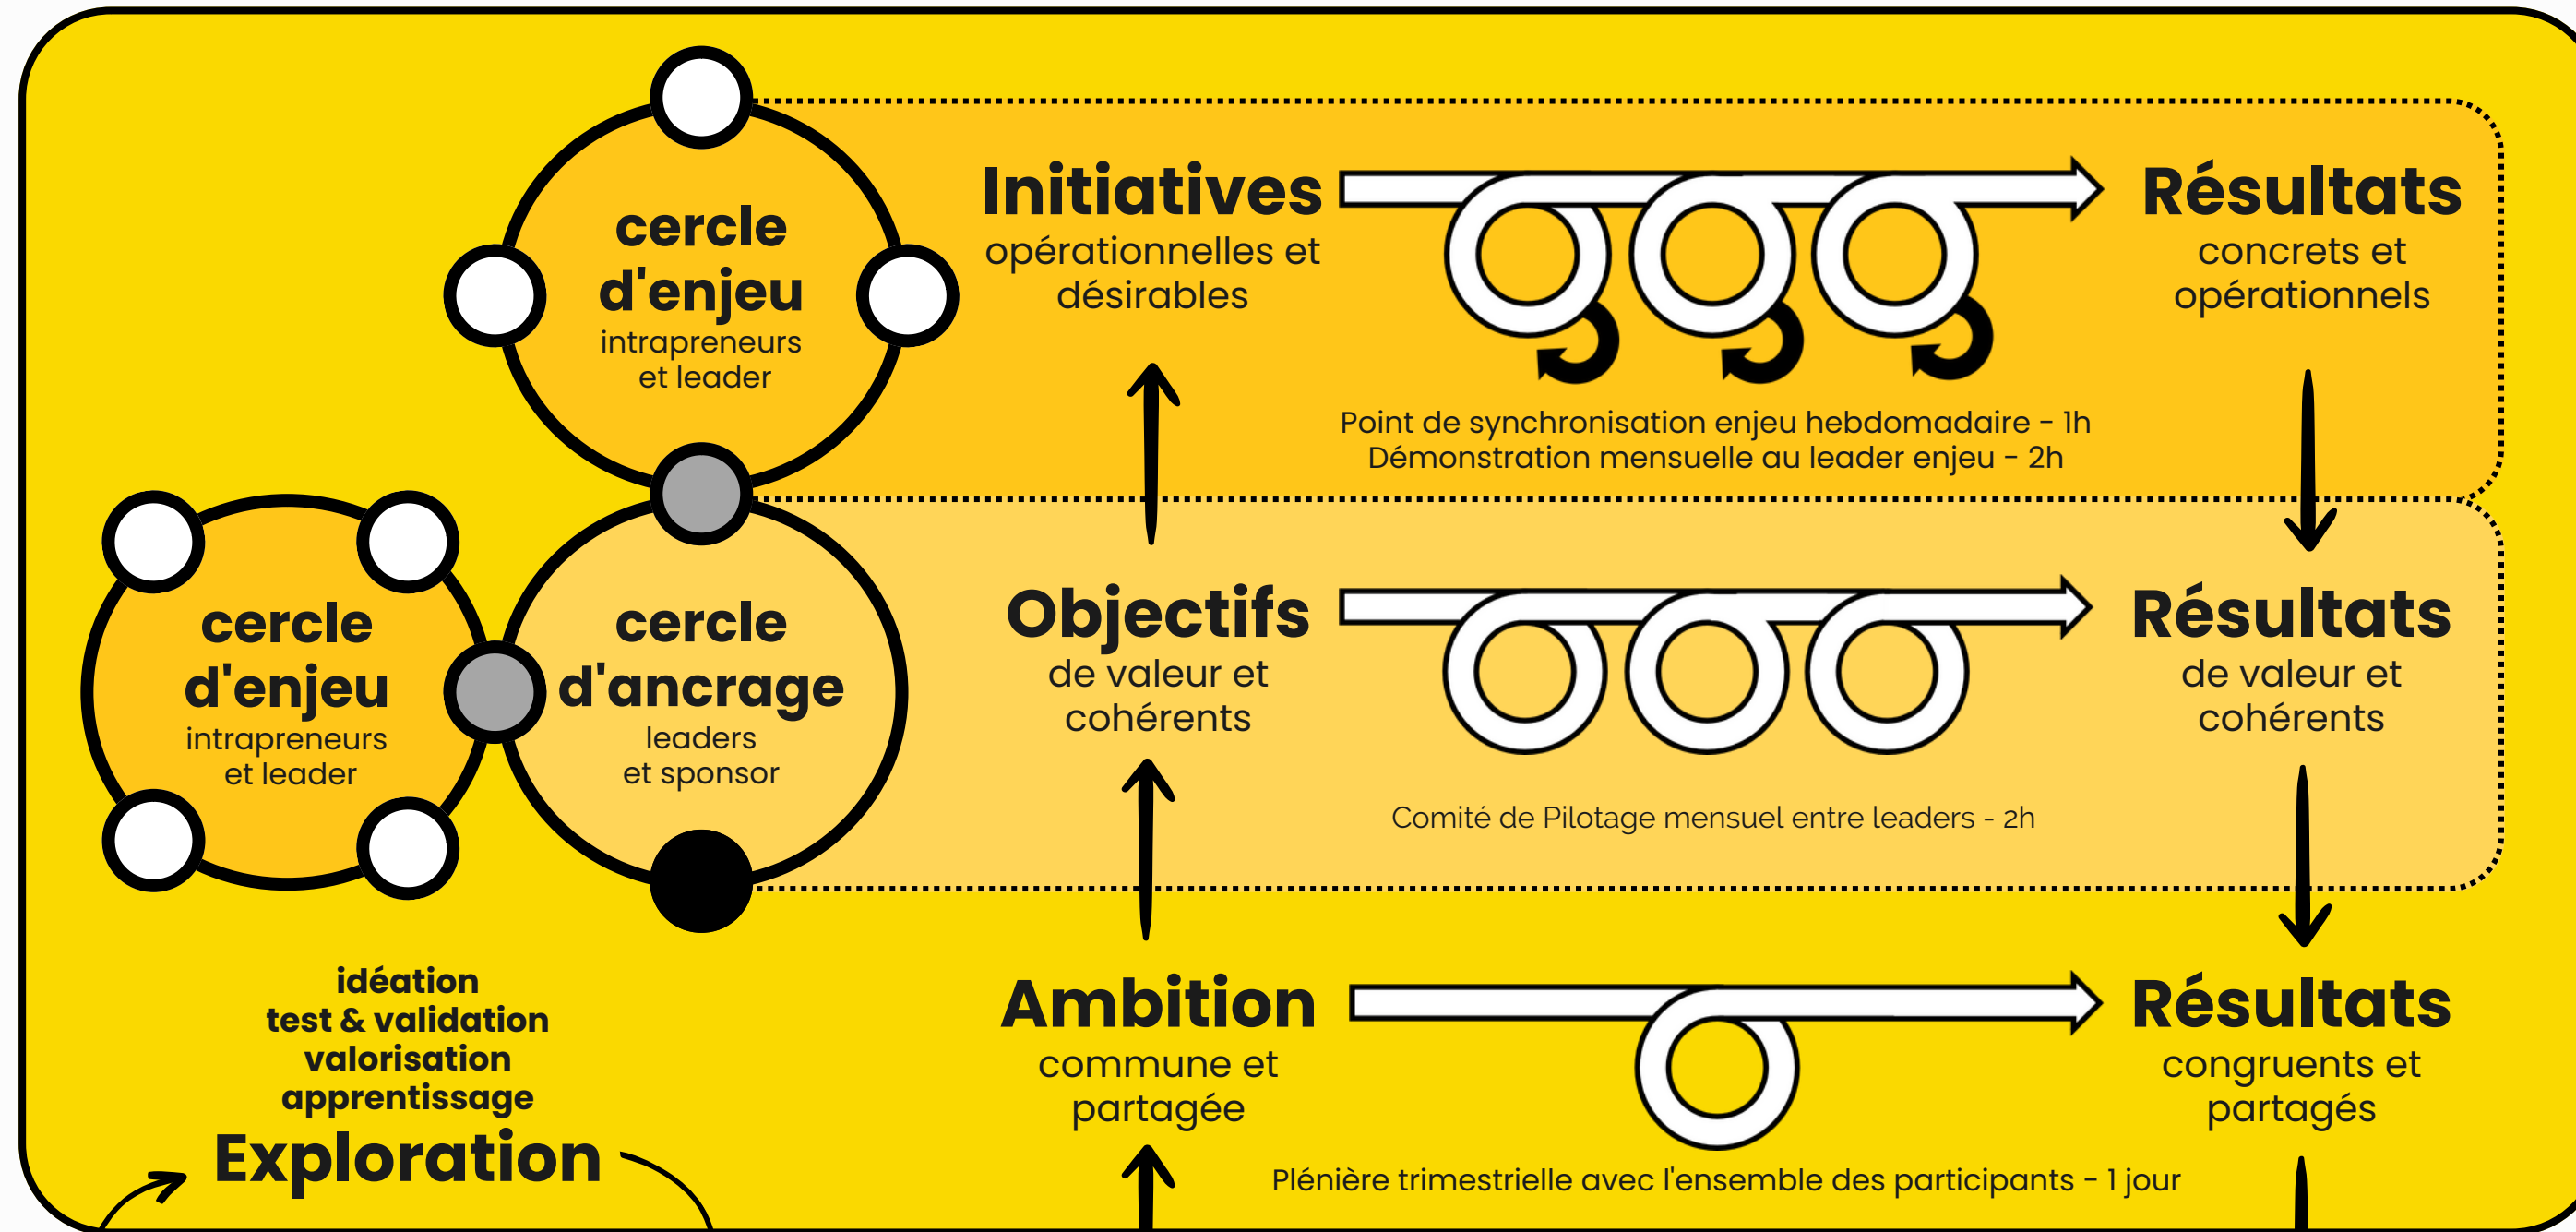 cercle
d'enjeu
intrapreneurs
et leader
Initiatives
opérationnelles et
désirables
Résultats
concrets et
opérationnels
Point de synchronisation enjeu hebdomadaire - 1h
Démonstration mensuelle au leader enjeu - 2h
cercle
d'enjeu
intrapreneurs
et leader
cercle
d'ancrage
leaders
et sponsor
Objectifs
de valeur et
cohérents
Résultats
de valeur et
cohérents
Comité de Pilotage mensuel entre leaders - 2h
idéation
test & validation
valorisation
apprentissage
Exploration
Ambition
commune et
partagée
Résultats
congruents et
partagés
Plénière trimestrielle avec l'ensemble des participants - 1 jour